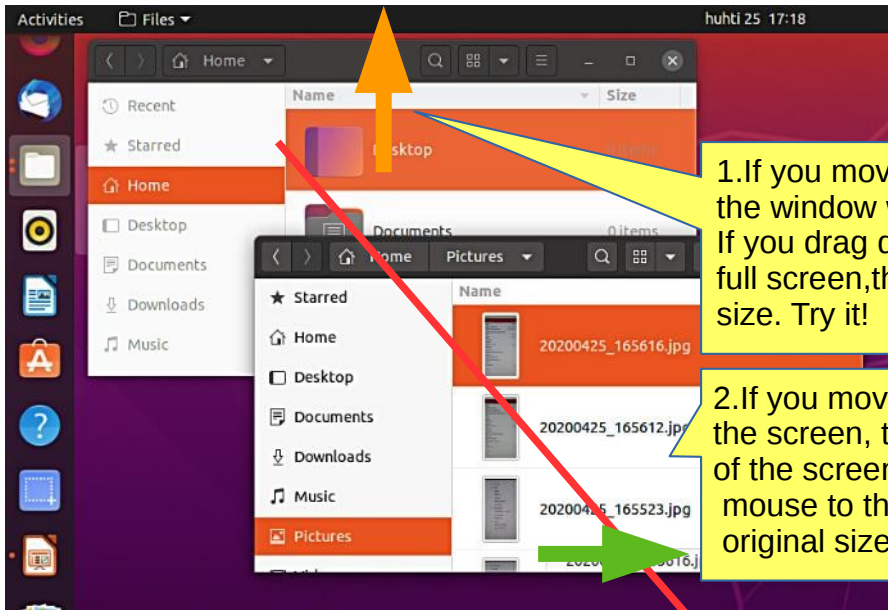 Activities Files huhti 25 17:18
Home
Name Size
Recent
Starred
Home
Desktop
Documents
Downloads
Music
Desktop 0 items
Documents 0 items
Home Pictures
Name
Starred
Home
Desktop
Documents
Downloads
Music
Pictures
20200425_165616.jpg
20200425_165612.jpg
20200425_165523.jpg
1.If you mov
the window
If you drag
full screen,th
size. Try it!
2.If you mov
the screen, t
of the screen
mouse to th
original size